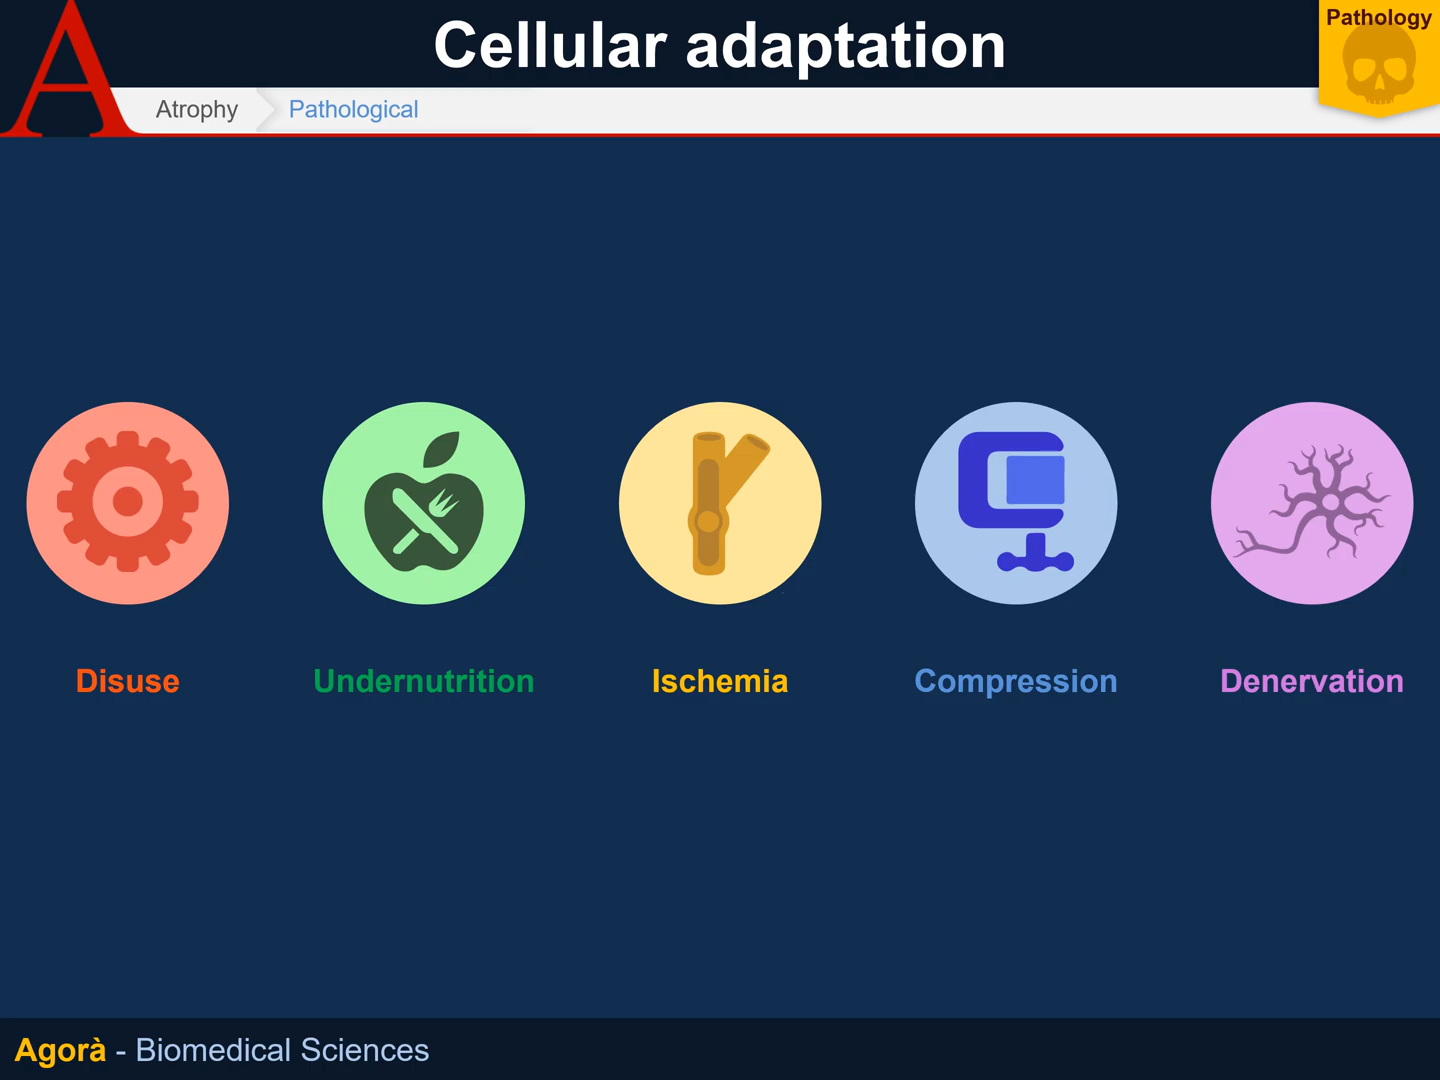 Cellular adaptation
Pathology
Atrophy
Pathological
Disuse
Undernutrition
Ischemia
Compression
Denervation
Agorà - Biomedical Sciences